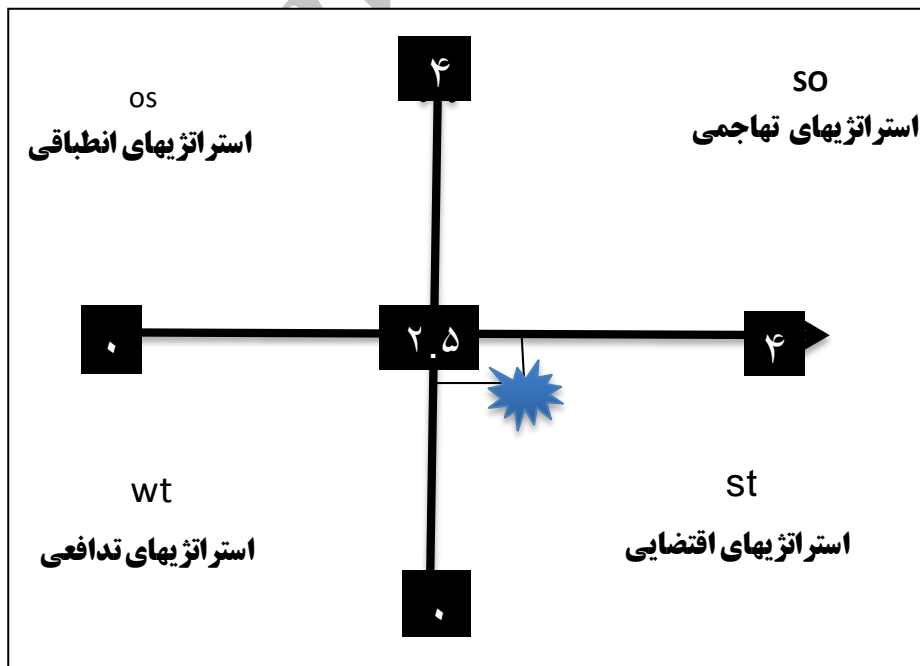 ۴
so
استراتژیهای تهاجمی
os
استراتژیهای انطباقی
۰
۲.۵
۴
st
استراتژیهای اقتضایی
wt
استراتژیهای تدافعی
۰